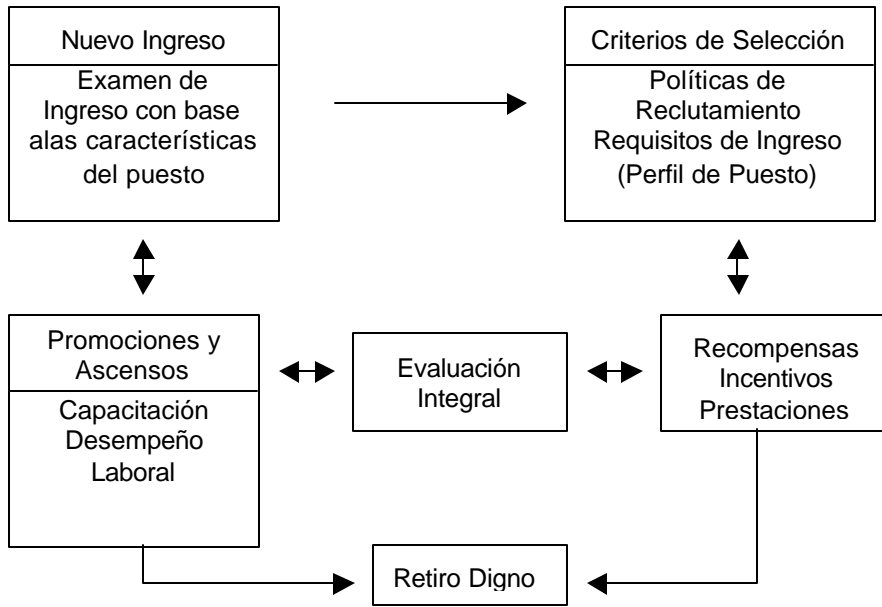 Nuevo Ingreso
Examen de
Ingreso con base
alas características
del puesto
Criterios de Selección
Políticas de
Reclutamiento
Requisitos de Ingreso
(Perfil de Puesto)
Promociones y
Ascensos
Capacitación
Desempeño
Laboral
Evaluación
Integral
Recompensas
Incentivos
Prestaciones
Retiro Digno